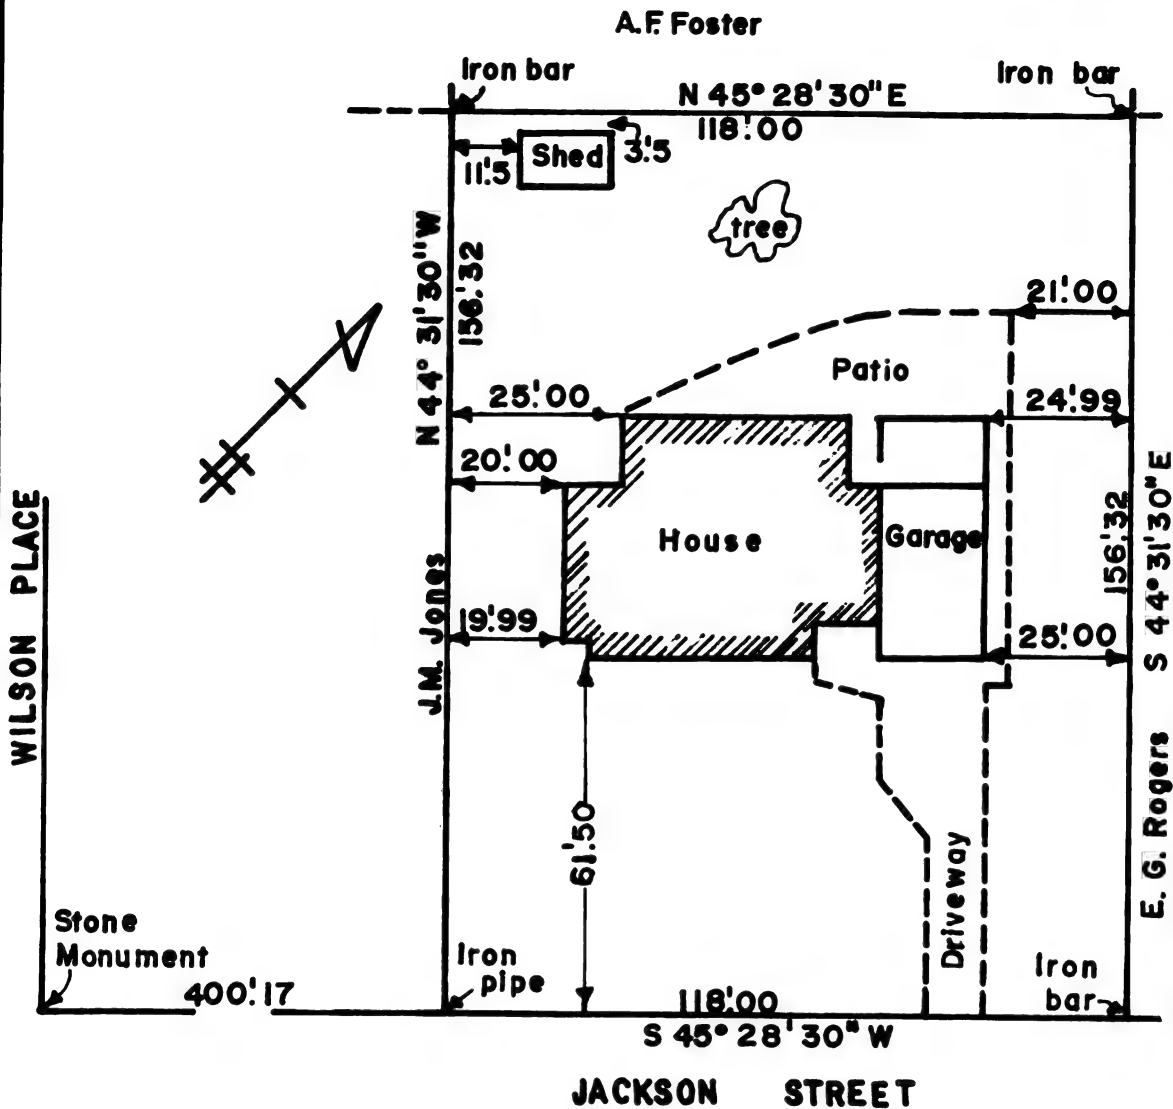 A.F. Foster
Iron bar
Iron bar
N 45° 28' 30" E
118'.00
Shed
3'.5
11'.5
tree
N 44° 31' 30" W
156'.32
21'.00
Patio
25'.00
24'.99
20'.00
House
Garage
WILSON PLACE
J.M. Jones
19'.99
25'.00
156'.32
S 44° 31' 30" E
61'.50
Driveway
E. G. Rogers
Stone
Monument
400'.17
Iron
pipe
118'.00
Iron
bar
S 45° 28' 30" W
JACKSON STREET